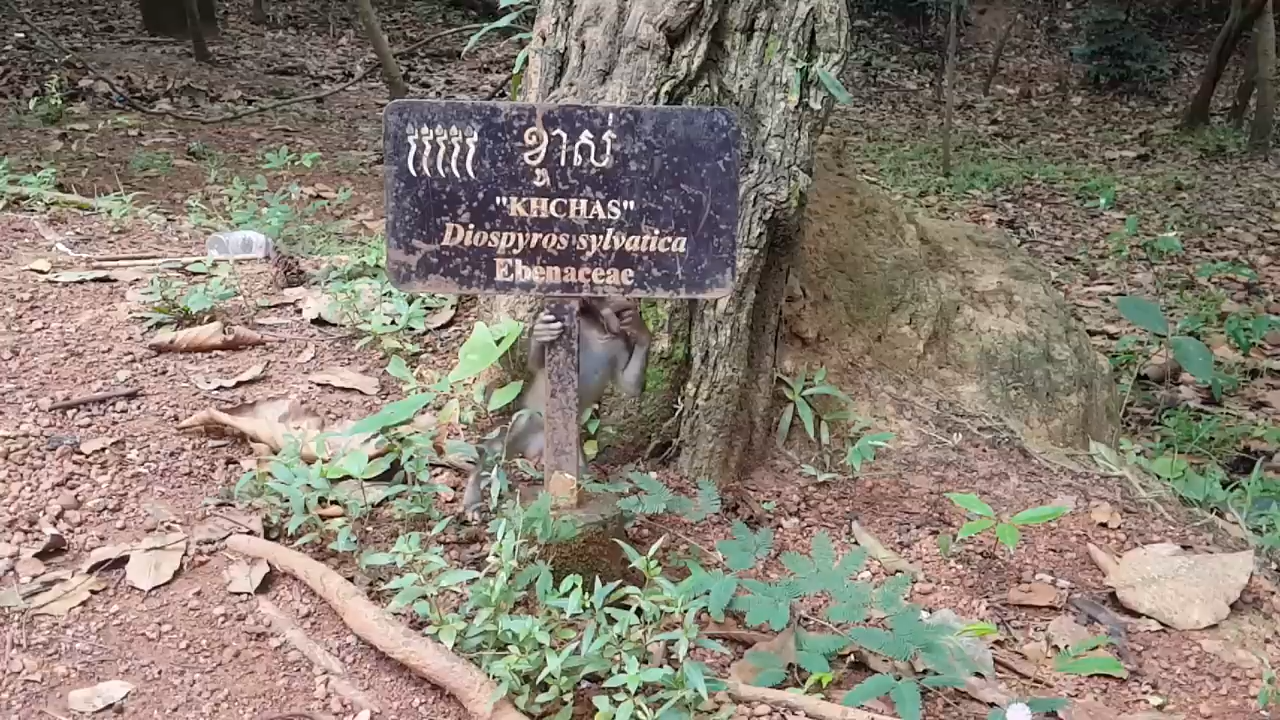 ខ្ចាស់
"KHCHAS"
Diospyros sylvatica
Ebenaceae